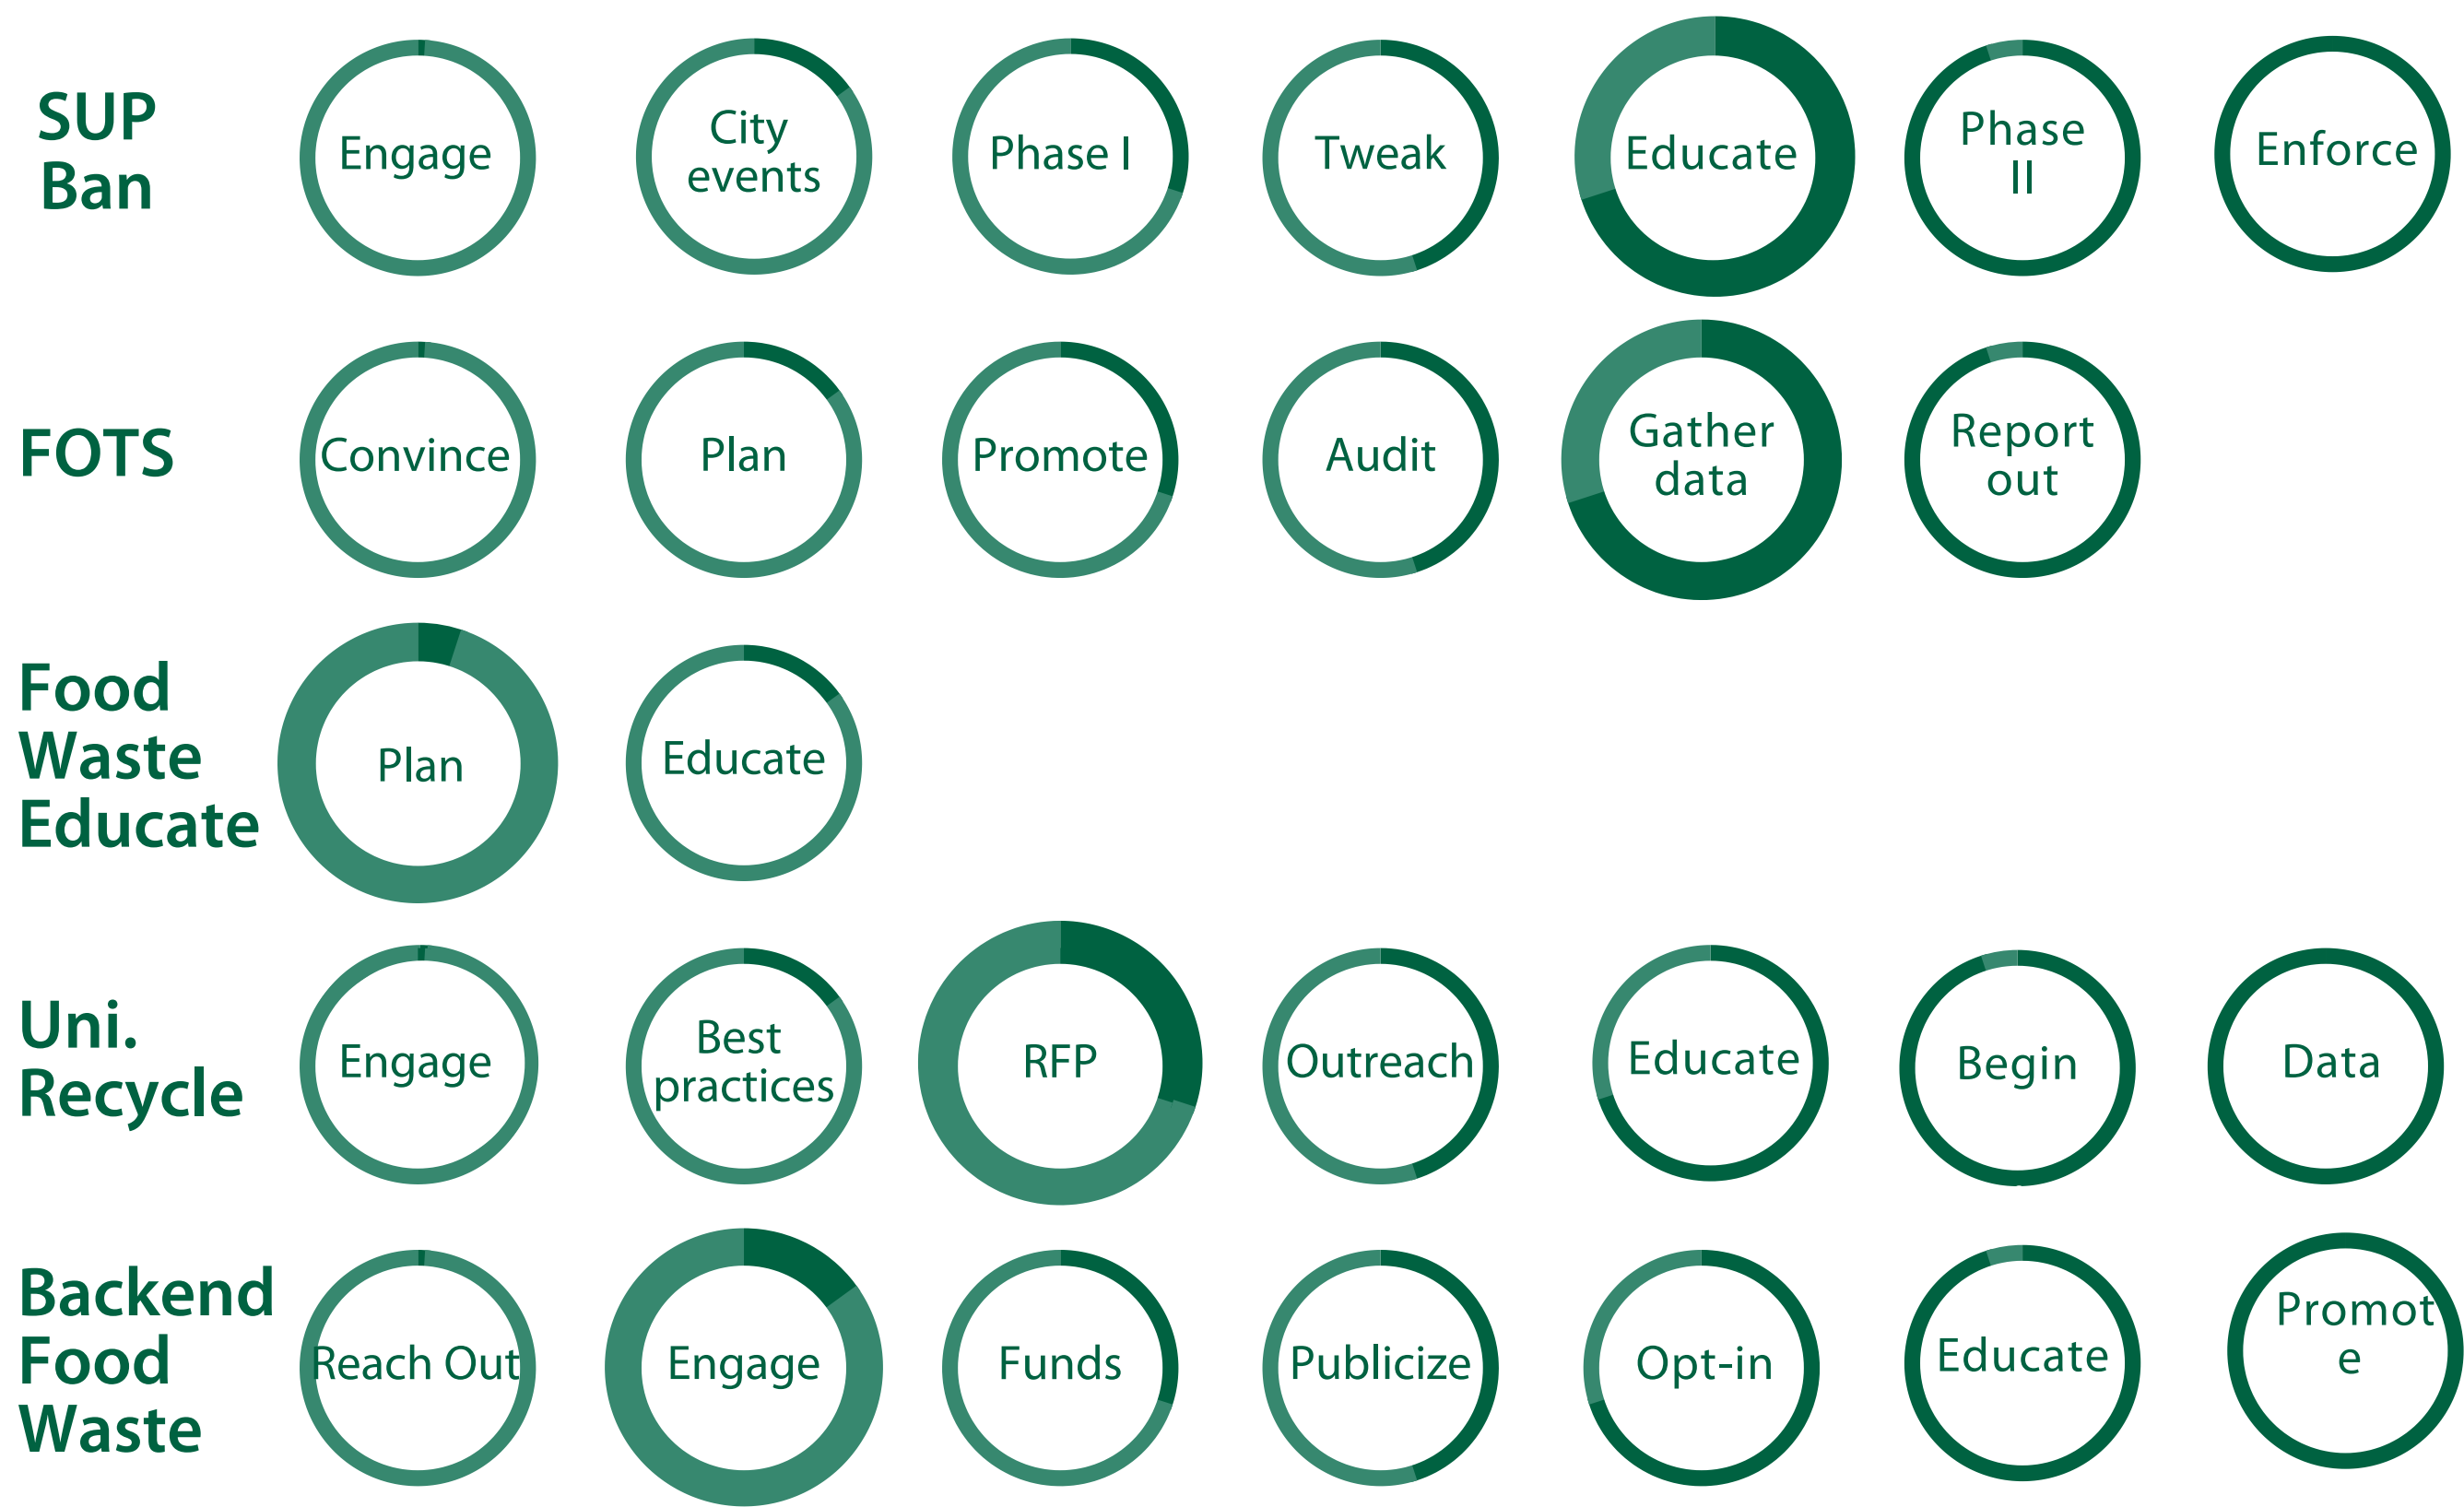 SUP
Ban
Engage
City
events
Phase I
Tweak
Educate
Phase
II
Enforce
FOTS
Convince
Plan
Promote
Audit
Gather
data
Report
out
Food
Waste
Educate
Plan
Educate
Uni.
Recycle
Engage
Best
practices
RFP
Outreach
Educate
Begin
Data
Backend
Food
Waste
Reach Out
Engage
Funds
Publicize
Opt-in
Educate
Promot
e